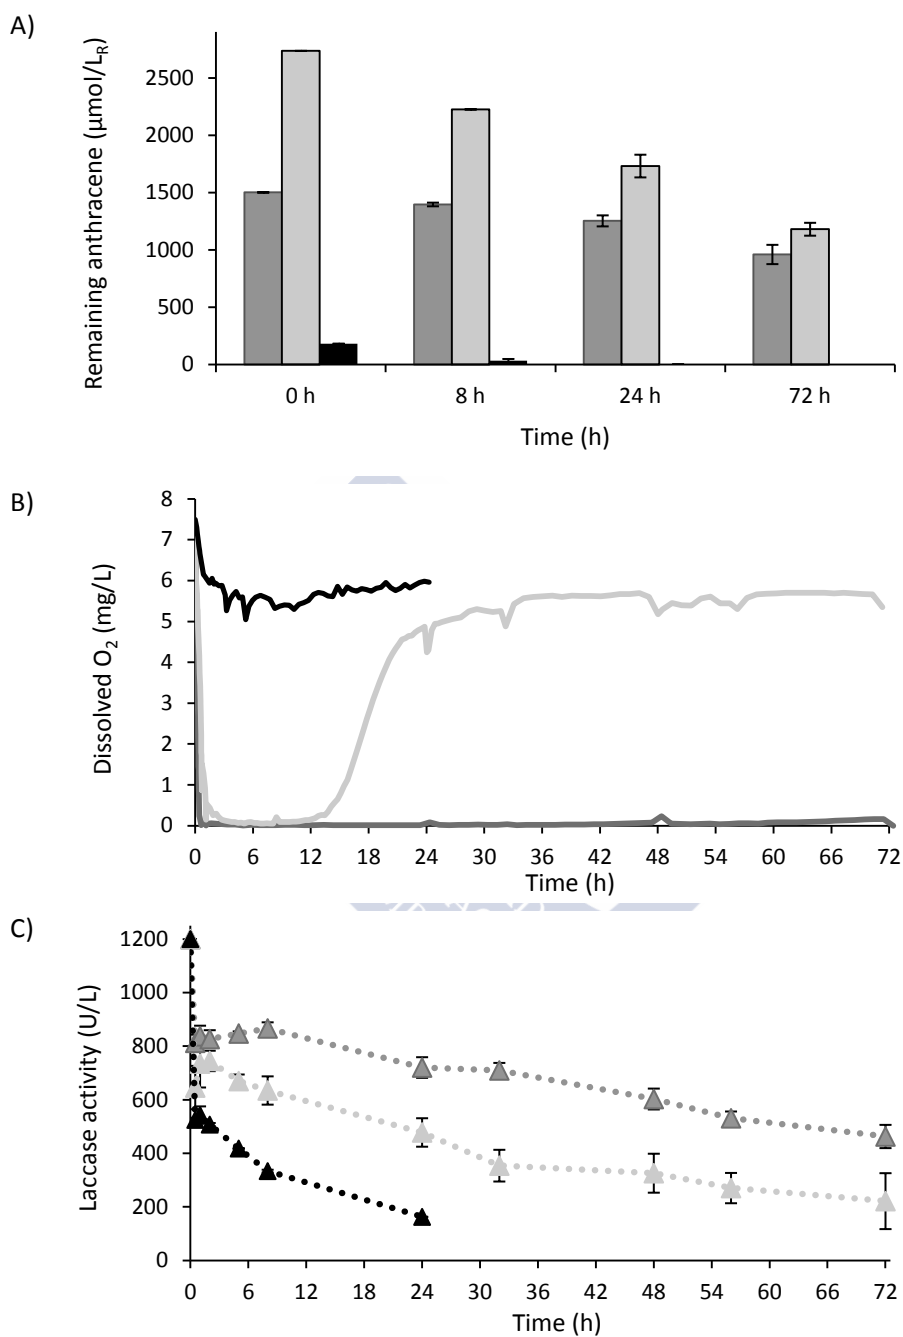 A)
Remaining anthracene (µmol/L_R)
2500
2000
1500
1000
500
0
0 h
8 h
24 h
72 h
Time (h)
B)
Dissolved O₂ (mg/L)
8
7
6
5
4
3
2
1
0
0 6 12 18 24 30 36 42 48 54 60 66 72
Time (h)
C)
Laccase activity (U/L)
1200
1000
800
600
400
200
0
0 6 12 18 24 30 36 42 48 54 60 66 72
Time (h)